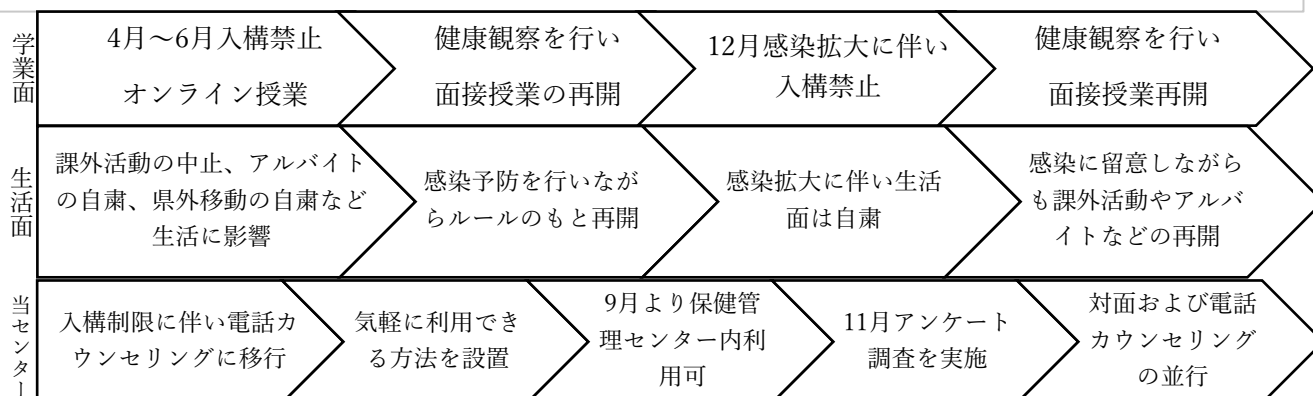 学業面
4月～6月入構禁止
オンライン授業
健康観察を行い
面接授業の再開
12月感染拡大に伴い
入構禁止
健康観察を行い
面接授業再開
生活面
課外活動の中止、アルバイト
の自粛、県外移動の自粛など
生活に影響
感染予防を行いなが
らルールのもと再開
感染拡大に伴い生活
面は自粛
感染に留意しながら
も課外活動やアルバ
イトなどの再開
当センター
入構制限に伴い電話カ
ウンセリングに移行
気軽に利用でき
る方法を設置
9月より保健管
理センター内利
用可
11月アンケート
調査を実施
対面および電話
カウンセリング
の並行